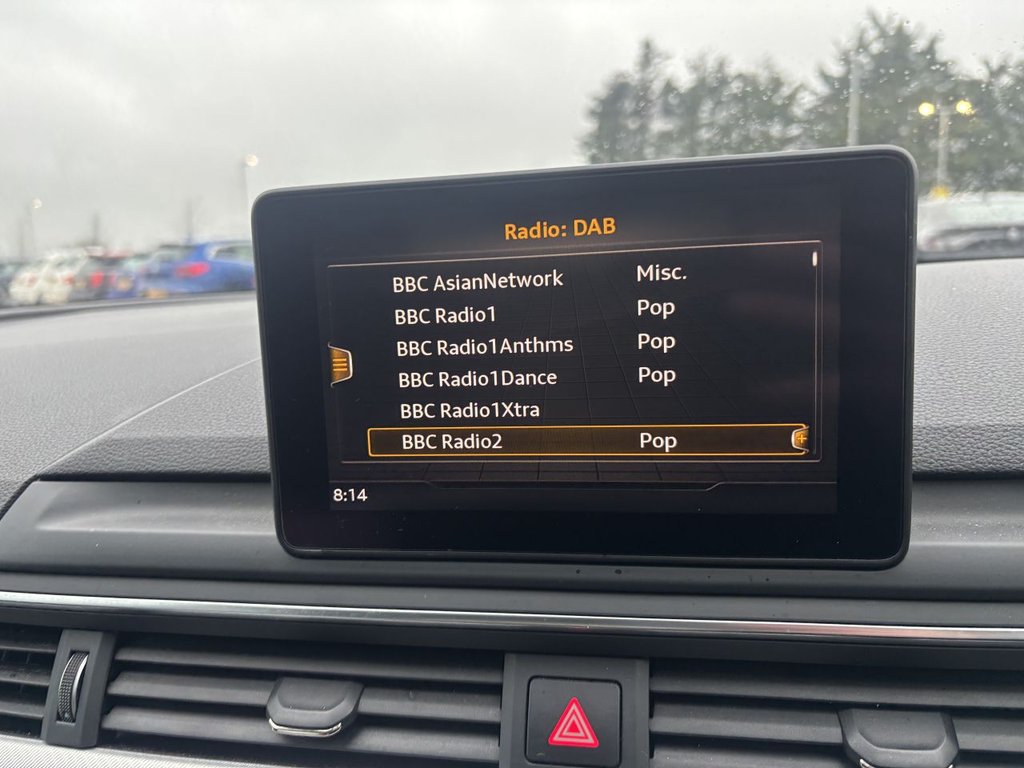 Radio: DAB
BBC AsianNetwork Misc.
BBC Radio1 Pop
BBC Radio1Anthms Pop
BBC Radio1Dance Pop
BBC Radio1Xtra
BBC Radio2 Pop
8:14